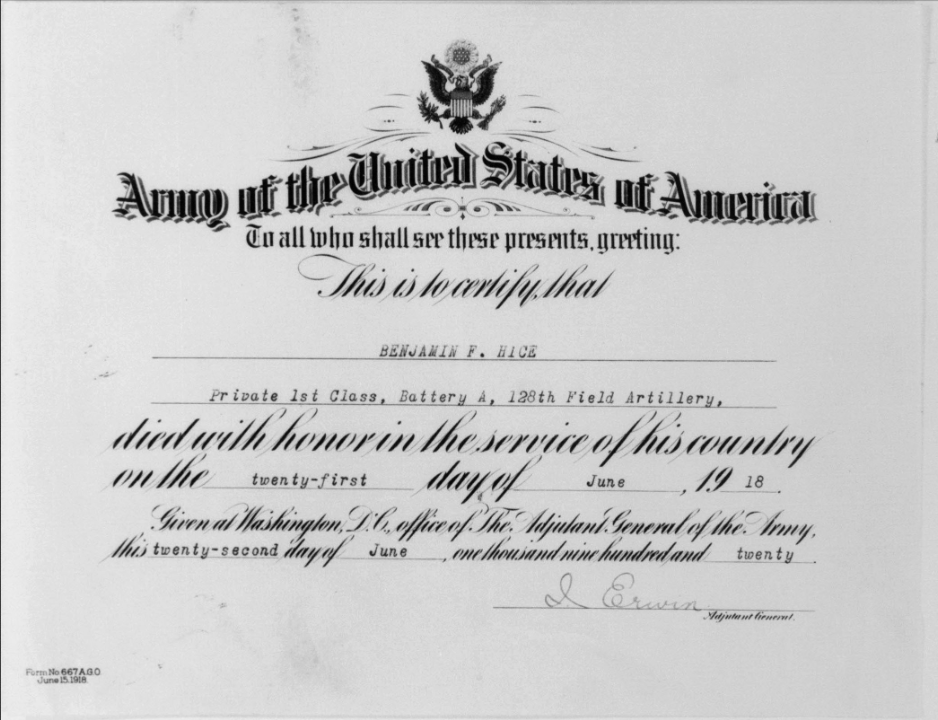 Army of the United States of America
To all who shall see these presents, greeting:
This is to certify, that
BENJAMIN F. HICE
Private 1st Class, Battery A, 128th Field Artillery,
died with honor in the service of his country
on the twenty-first day of June , 19 18.
Given at Washington, D.C., office of The Adjutant General of the Army,
this twenty-second day of June , one thousand nine hundred and twenty.
I Erwin
Adjutant General.
Form No 667 A.G.O.
June 15, 1918.